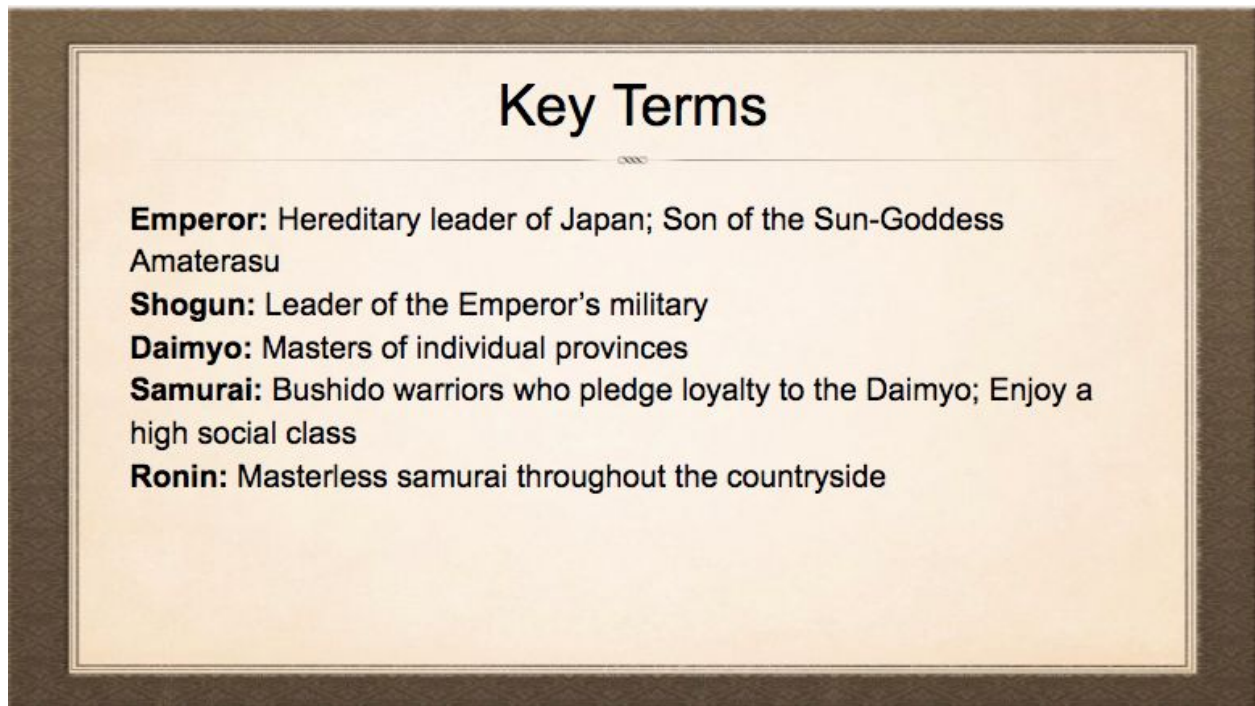 Key Terms
Emperor: Hereditary leader of Japan; Son of the Sun-Goddess
Amaterasu
Shogun: Leader of the Emperor’s military
Daimyo: Masters of individual provinces
Samurai: Bushido warriors who pledge loyalty to the Daimyo; Enjoy a
high social class
Ronin: Masterless samurai throughout the countryside